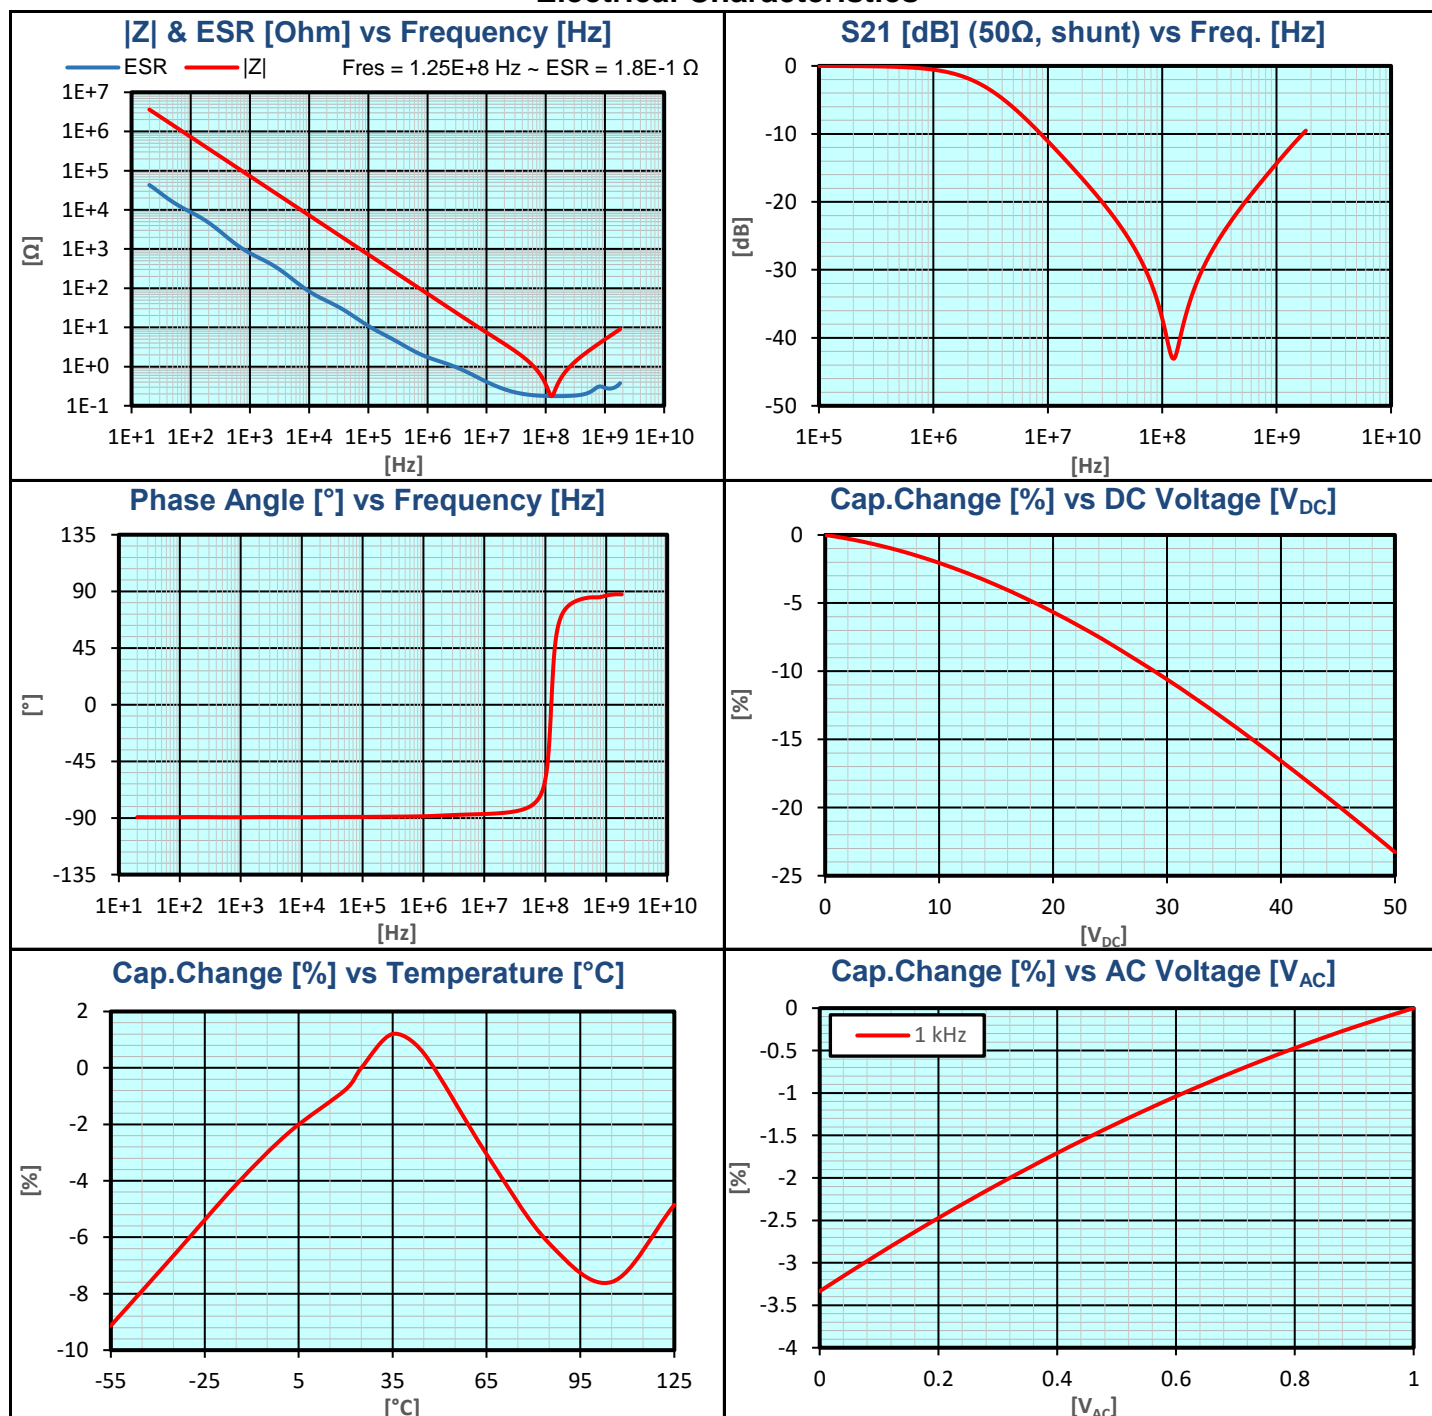 |Z| & ESR [Ohm] vs Frequency [Hz]
ESR |Z| Fres = 1.25E+8 Hz ~ ESR = 1.8E-1 Ω
1E+7
1E+6
1E+5
1E+4
1E+3
1E+2
1E+1
1E+0
1E-1
[Ω]
1E+1 1E+2 1E+3 1E+4 1E+5 1E+6 1E+7 1E+8 1E+9 1E+10
[Hz]
S21 [dB] (50Ω, shunt) vs Freq. [Hz]
0
-10
-20
-30
-40
-50
[dB]
1E+5 1E+6 1E+7 1E+8 1E+9 1E+10
[Hz]
Phase Angle [°] vs Frequency [Hz]
135
90
45
0
-45
-90
-135
[°]
1E+1 1E+2 1E+3 1E+4 1E+5 1E+6 1E+7 1E+8 1E+9 1E+10
[Hz]
Cap.Change [%] vs DC Voltage [VDC]
0
-5
-10
-15
-20
-25
[%]
0 10 20 30 40 50
[VDC]
Cap.Change [%] vs Temperature [°C]
2
0
-2
-4
-6
-8
-10
[%]
-55 -25 5 35 65 95 125
[°C]
Cap.Change [%] vs AC Voltage [VAC]
1 kHz
0
-0.5
-1
-1.5
-2
-2.5
-3
-3.5
-4
[%]
0 0.2 0.4 0.6 0.8 1
[VAC]